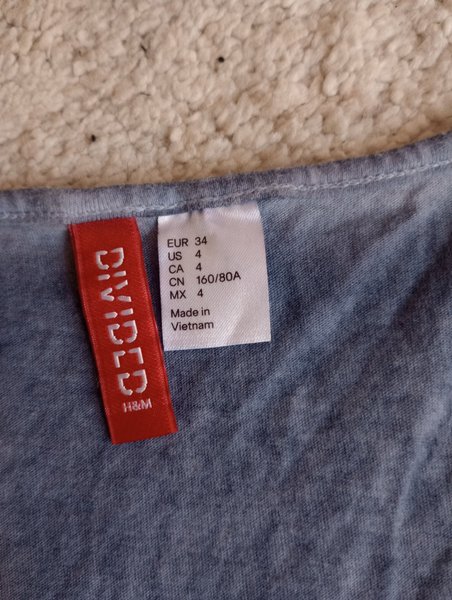 DIVIDED
H&M
EUR 34
US 4
CA 4
CN 160/80A
MX 4
Made in
Vietnam